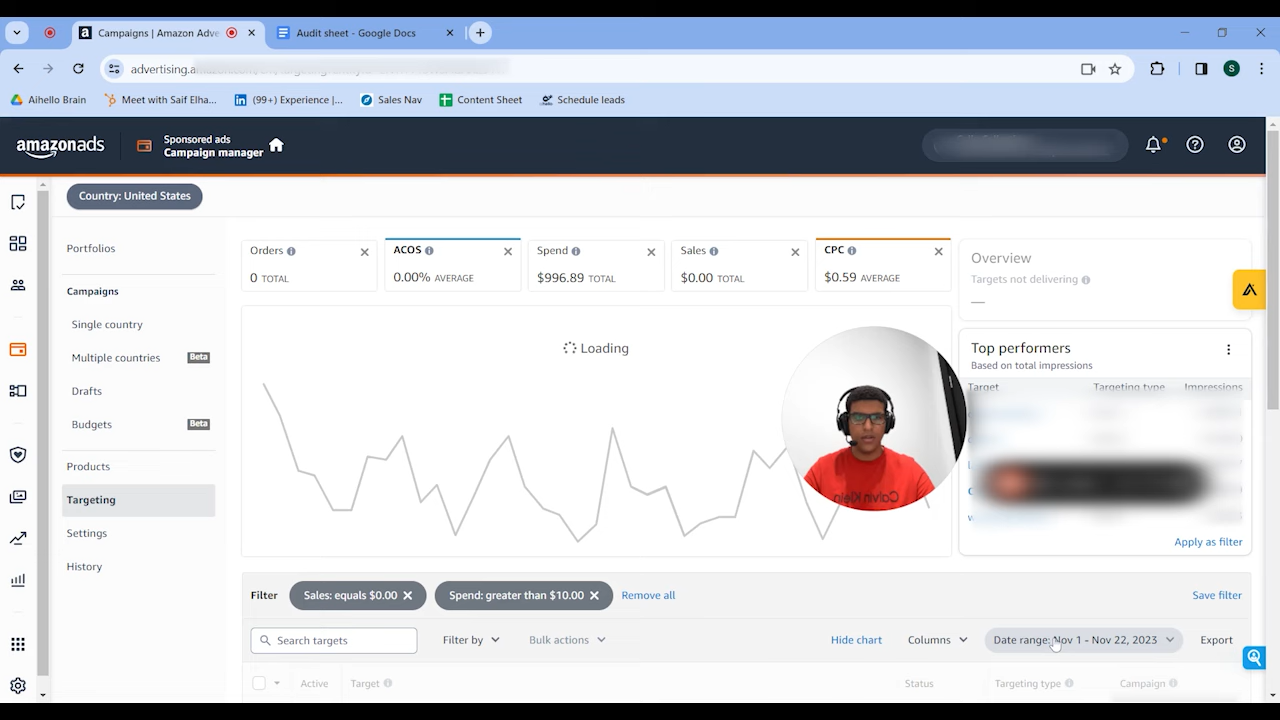 Campaigns | Amazon Adve
Audit sheet - Google Docs
advertising.a
Aihello Brain
Meet with Saif Elha...
(99+) Experience |...
Sales Nav
Content Sheet
Schedule leads
S
amazonads
Sponsored ads
Campaign manager
Country: United States
Portfolios
Campaigns
Single country
Multiple countries Beta
Drafts
Budgets Beta
Products
Targeting
Settings
History
Orders
0 TOTAL
ACOS
0.00% AVERAGE
Spend
$996.89 TOTAL
Sales
$0.00 TOTAL
CPC
$0.59 AVERAGE
Overview
Targets not delivering
—
Loading
Calvin Klein
Top performers
Based on total impressions
Target Targeting type Impressions
Apply as filter
Filter Sales: equals $0.00 Spend: greater than $10.00 Remove all Save filter
Search targets Filter by Bulk actions Hide chart Columns Date range: Nov 1 - Nov 22, 2023 Export
Active Target Status Targeting type Campaign